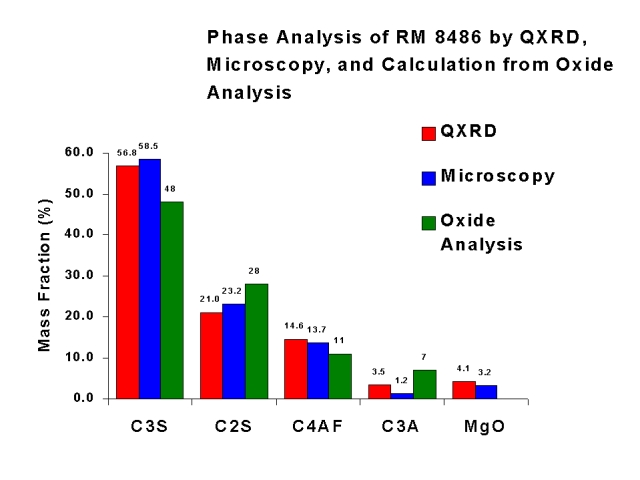 Phase Analysis of RM 8486 by QXRD,
Microscopy, and Calculation from Oxide
Analysis
QXRD
Microscopy
Oxide
Analysis
Mass Fraction (%)
60.0
50.0
40.0
30.0
20.0
10.0
0.0
56.8 58.5 48
21.0 23.2 28
14.6 13.7 11
3.5 1.2 7
4.1 3.2
C3S C2S C4AF C3A MgO